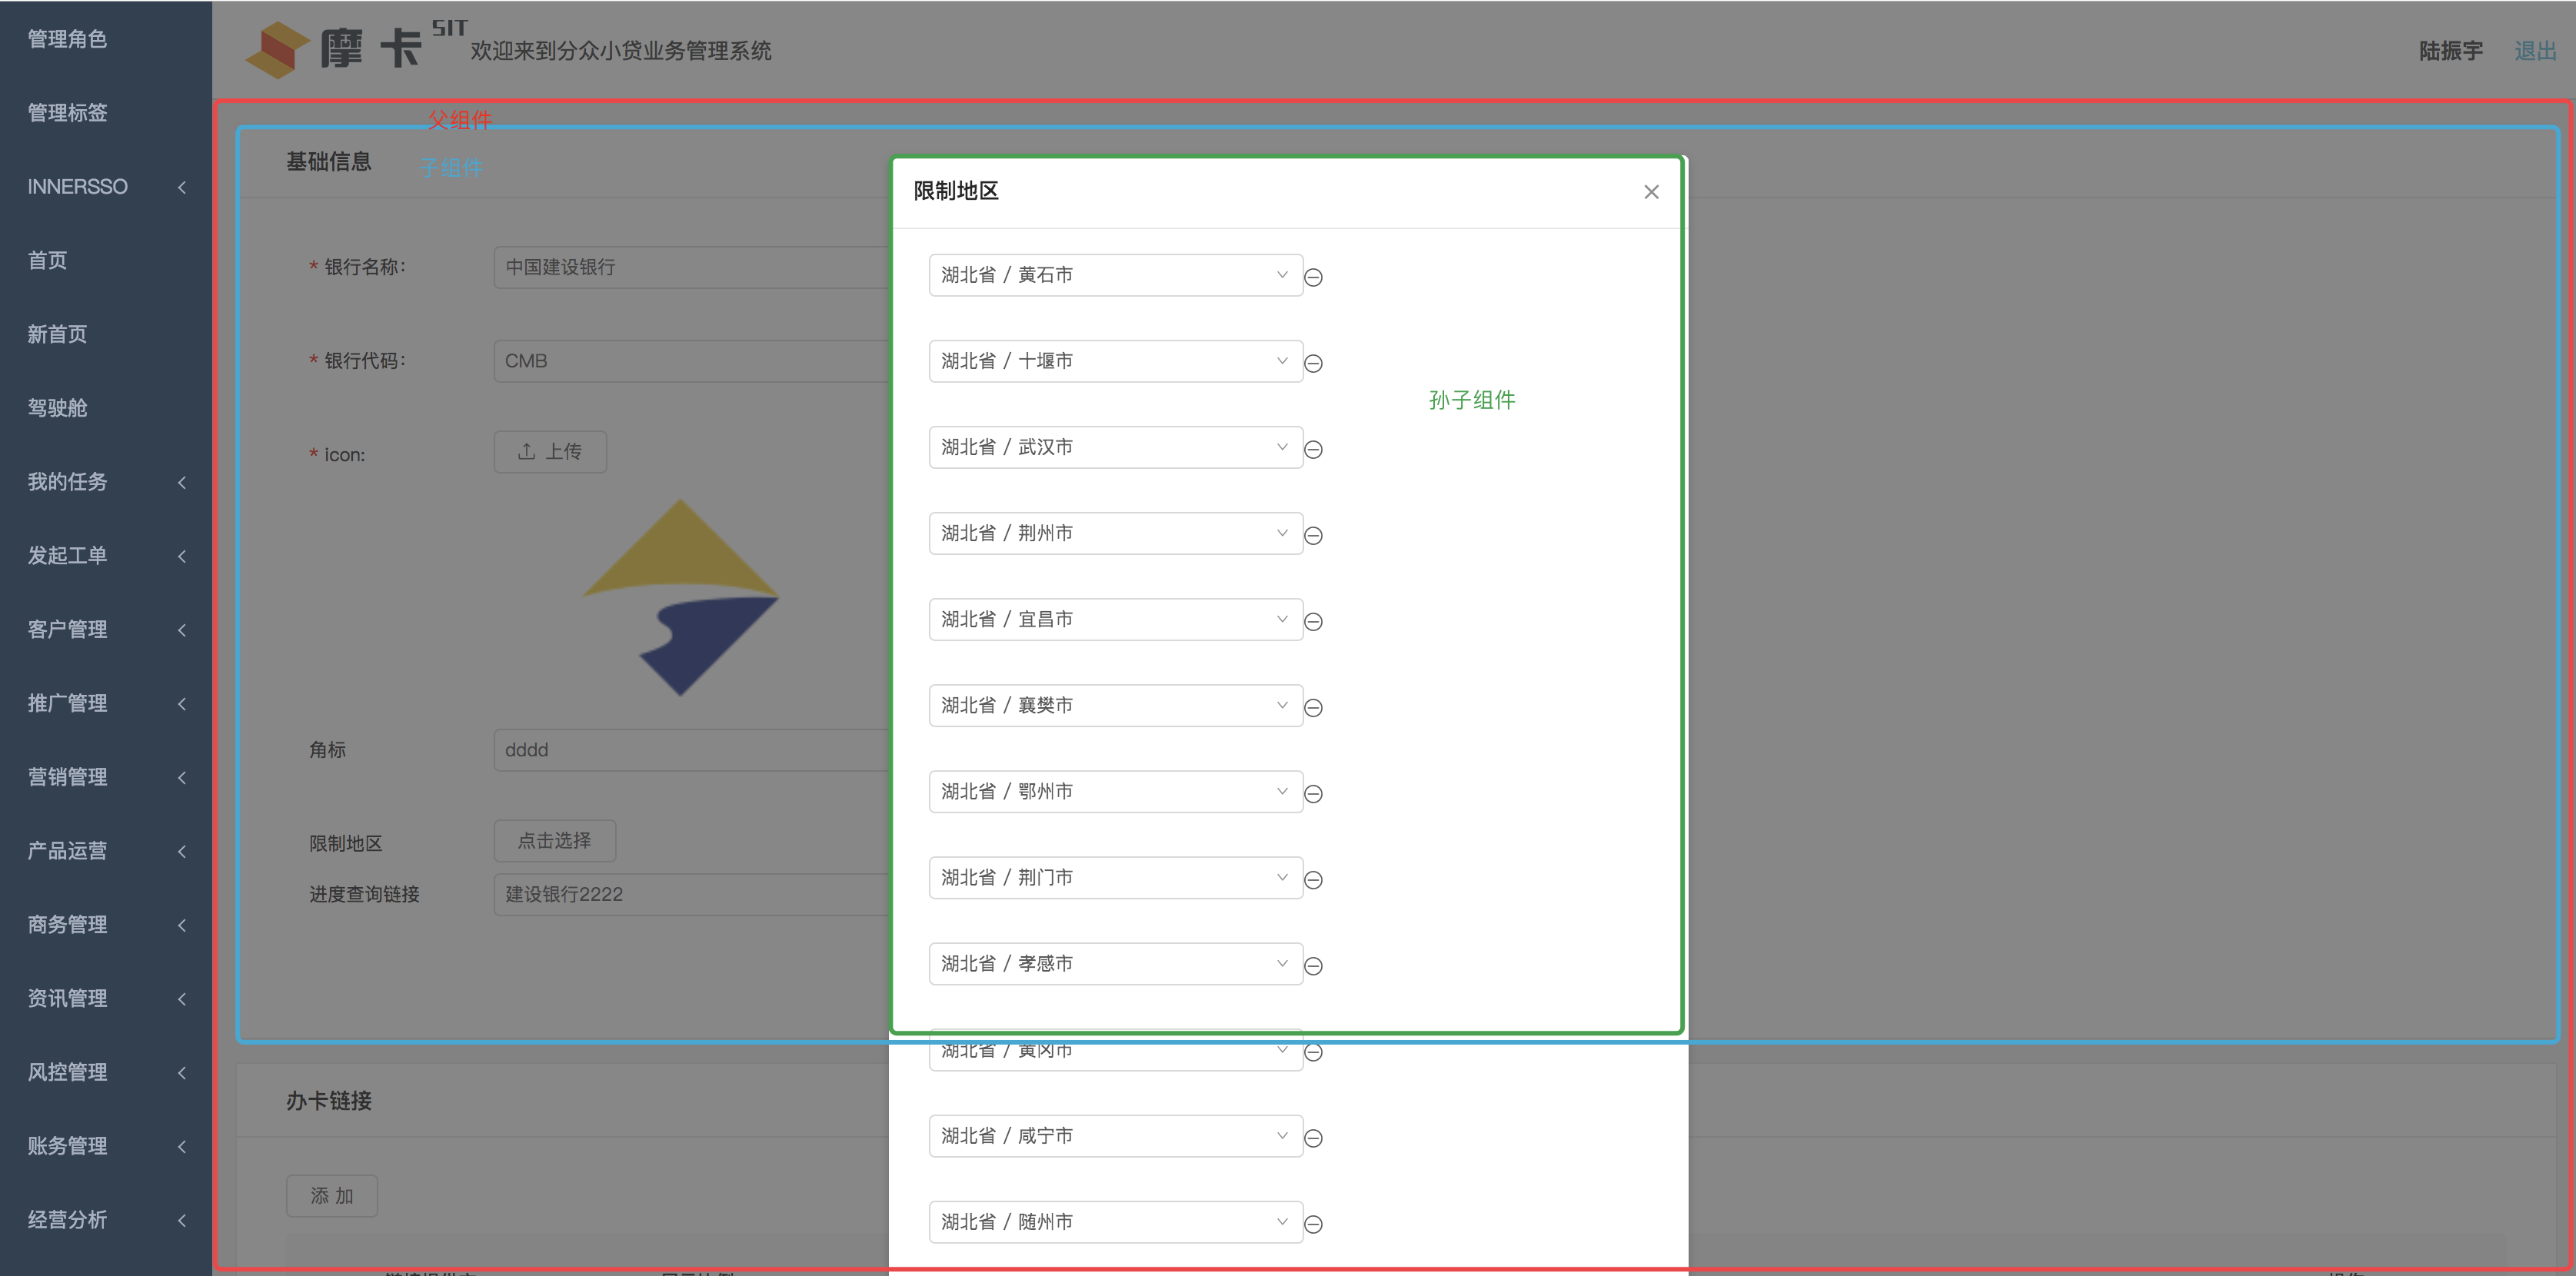 管理角色
管理标签
INNERSSO
首页
新首页
驾驶舱
我的任务
发起工单
客户管理
推广管理
营销管理
产品运营
商务管理
资讯管理
风控管理
账务管理
经营分析
摩卡 SIT
欢迎来到分众小贷业务管理系统
陆振宇 退出
父组件
基础信息 子组件
* 银行名称: 中国建设银行
* 银行代码: CMB
* icon: 上传
角标 dddd
限制地区 点击选择
进度查询链接 建设银行2222
办卡链接
添 加
限制地区
湖北省 / 黄石市
湖北省 / 十堰市
孙子组件
湖北省 / 武汉市
湖北省 / 荆州市
湖北省 / 宜昌市
湖北省 / 襄樊市
湖北省 / 鄂州市
湖北省 / 荆门市
湖北省 / 孝感市
湖北省 / 黄冈市
湖北省 / 咸宁市
湖北省 / 随州市